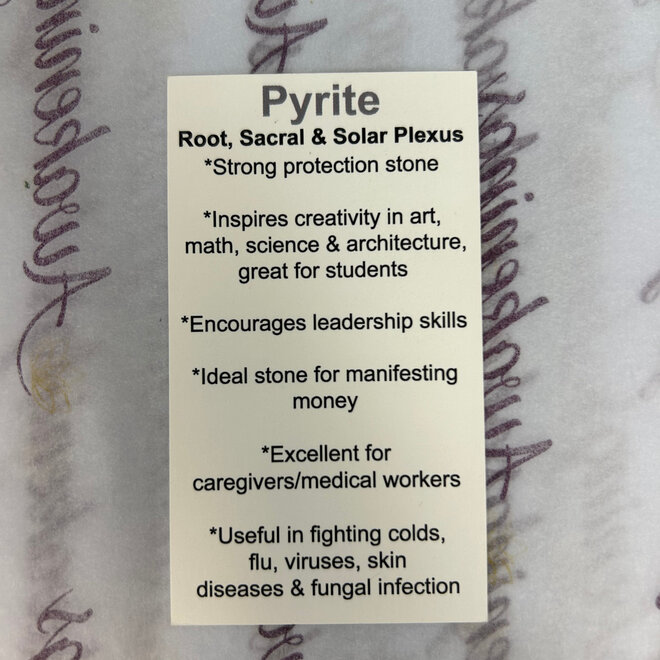 Pyrite
Root, Sacral & Solar Plexus
*Strong protection stone
*Inspires creativity in art,
math, science & architecture,
great for students
*Encourages leadership skills
*Ideal stone for manifesting
money
*Excellent for
caregivers/medical workers
*Useful in fighting colds,
flu, viruses, skin
diseases & fungal infection